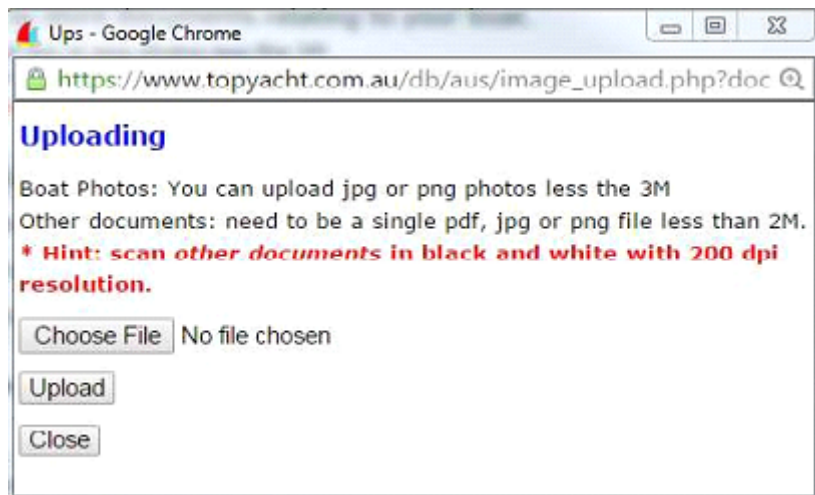 Ups - Google Chrome
https://www.topyacht.com.au/db/aus/image_upload.php?doc
Uploading
Boat Photos: You can upload jpg or png photos less the 3M
Other documents: need to be a single pdf, jpg or png file less than 2M.
* Hint: scan other documents in black and white with 200 dpi
resolution.
Choose File No file chosen
Upload
Close